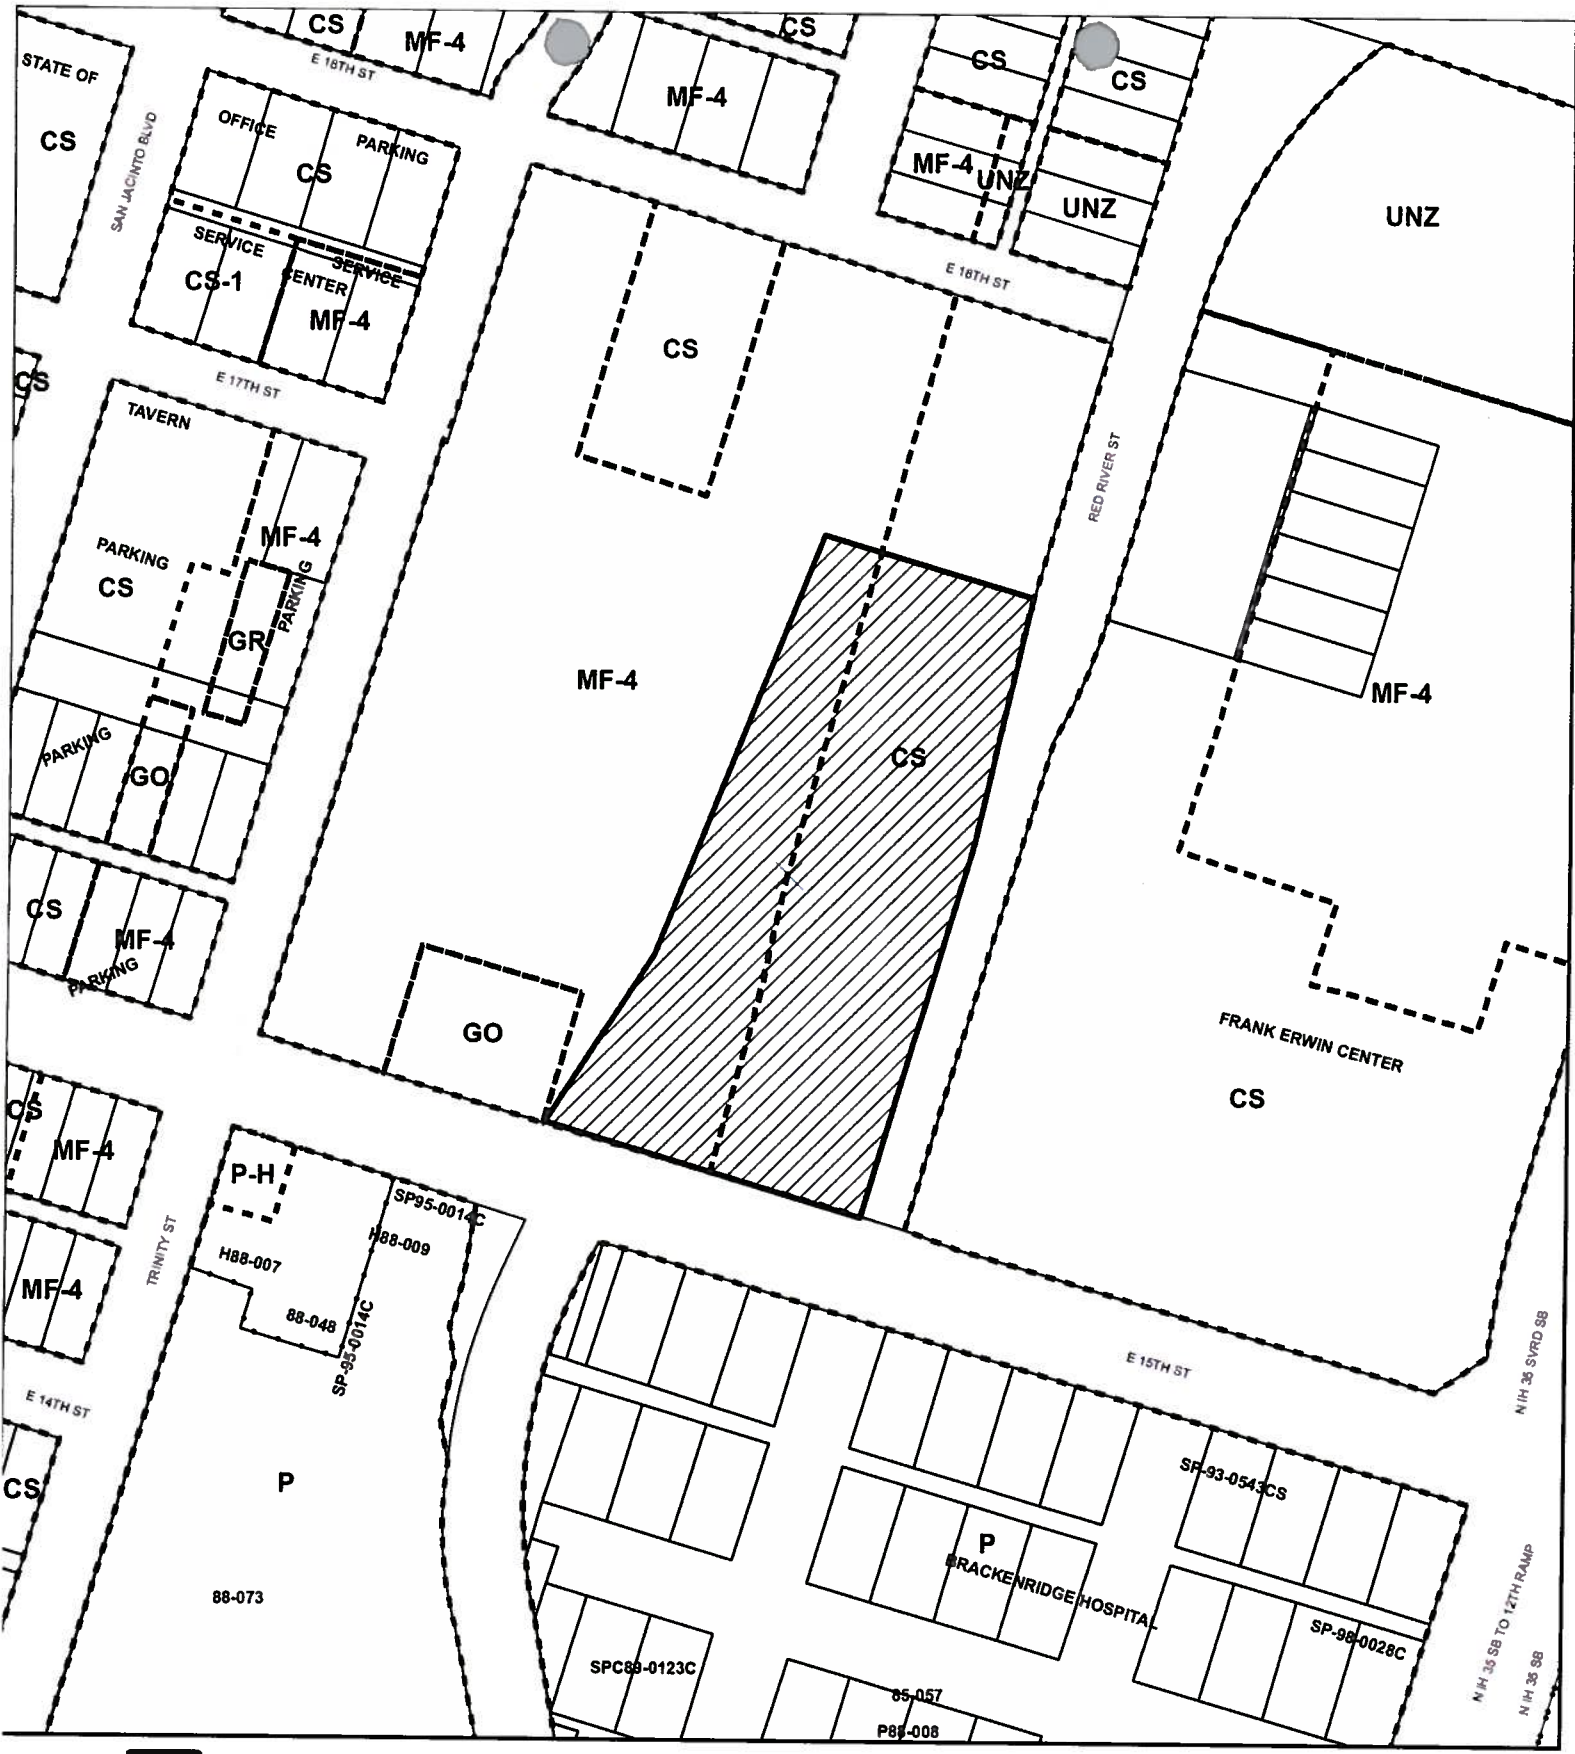 CS
MF-4
CS
E 18TH ST
STATE OF
CS
SAN JACINTO BLVD
OFFICE
PARKING
CS
MF-4
CS
CS
MF-4
UNZ
UNZ
UNZ
SERVICE
SERVICE
CENTER
CS-1
MF-4
E 18TH ST
CS
E 17TH ST
CS
TAVERN
RED RIVER ST
MF-4
PARKING
CS
PARKING
GR
MF-4
MF-4
PARKING
GO
CS
CS
MF-4
PARKING
GO
FRANK ERWIN CENTER
CS
CS
MF-4
P-H
SP95-0014C
H88-009
H88-007
TRINITY ST
MF-4
88-048
SP-95-0014C
E 15TH ST
N IH 35 SVRD SB
E 14TH ST
CS
P
SP-93-0543CS
P
BRACKENRIDGE HOSPITAL
88-073
SP-98-0028C
N IH 35 SB TO 12TH RAMP
N IH 35 SB
SPC89-0123C
85-057
P88-008